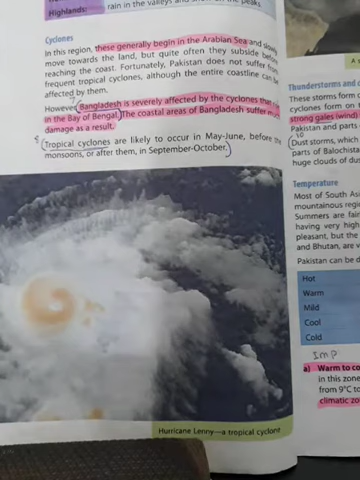 Highlands:
rain in the valleys and snow on the peaks.
Cyclones
In this region, these generally begin in the Arabian Sea and slowly
move towards the land, but quite often they subside before
reaching the coast. Fortunately, Pakistan does not suffer from
frequent tropical cyclones, although the entire coastline can be
affected by them.
However, Bangladesh is severely affected by the cyclones that
in the Bay of Bengal. The coastal areas of Bangladesh suffer
damage as a result.
Tropical cyclones are likely to occur in May-June, before the
monsoons, or after them, in September-October.
Hurricane Lenny—a tropical cyclone
Thunderstorms and
These storms form
cyclones form on
strong gales (wind)
Pakistan and parts
Dust storms, which
parts of Balochista
huge clouds of dus
Temperature
Most of South As
mountainous regi
Summers are fair
having very high
pleasant, but the
and Bhutan, are
Pakistan can be d
Hot
Warm
Mild
Cool
Cold
Imp
a) Warm to co
in this zone
from 9°C to
climatic zo